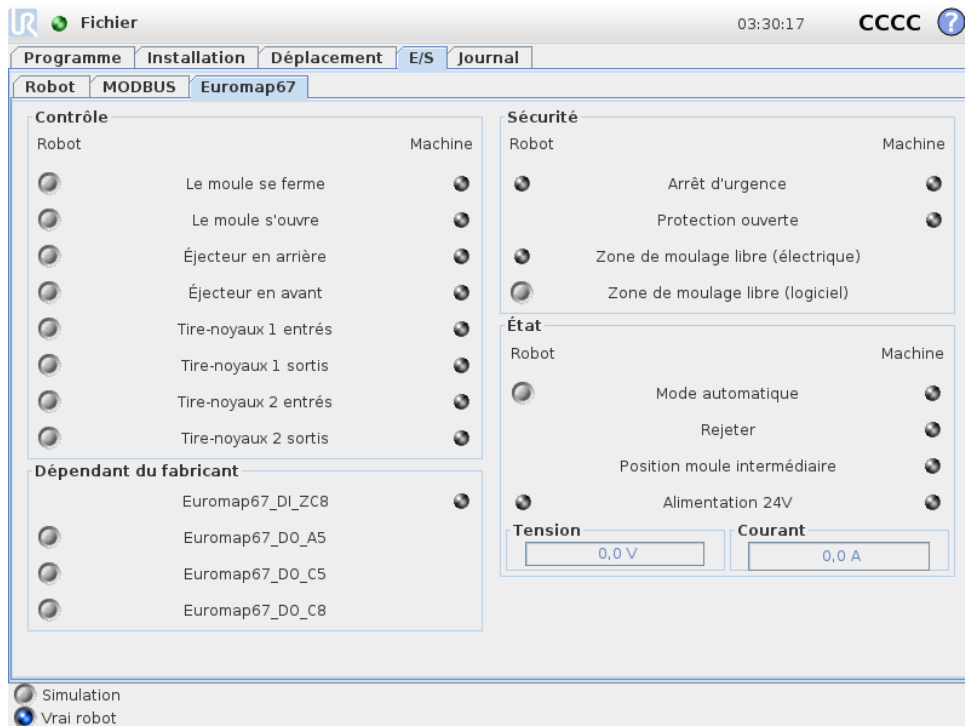 UR Fichier 03:30:17 CCCC ?
Programme Installation Déplacement E/S Journal
Robot MODBUS Euromap67
Contrôle
Robot Machine
Le moule se ferme
Le moule s'ouvre
Éjecteur en arrière
Éjecteur en avant
Tire-noyaux 1 entrés
Tire-noyaux 1 sortis
Tire-noyaux 2 entrés
Tire-noyaux 2 sortis
Dépendant du fabricant
Euromap67_DI_ZC8
Euromap67_DO_A5
Euromap67_DO_C5
Euromap67_DO_C8
Sécurité
Robot Machine
Arrêt d'urgence
Protection ouverte
Zone de moulage libre (électrique)
Zone de moulage libre (logiciel)
État
Robot Machine
Mode automatique
Rejeter
Position moule intermédiaire
Alimentation 24V
Tension Courant
0,0 V 0,0 A
Simulation
Vrai robot